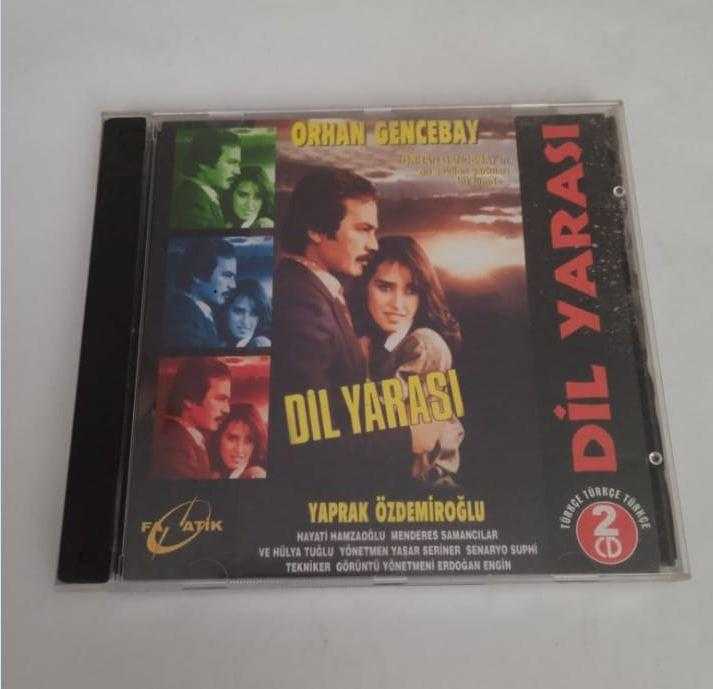 ORHAN GENCEBAY
DİL YARASI
YAPRAK ÖZDEMİROĞLU
HAYATİ HAMZAOĞLU MENDERES SAMANCILAR
VE HÜLYA TUĞLU YÖNETMEN YAŞAR SERİNER SENARYO SUPHİ
TEKNİKER GÖRÜNTÜ YÖNETMENİ ERDOĞAN ENGİN
DİL YARASI
TÜRKÇE TÜRKÇE TÜRKÇE
2
CD